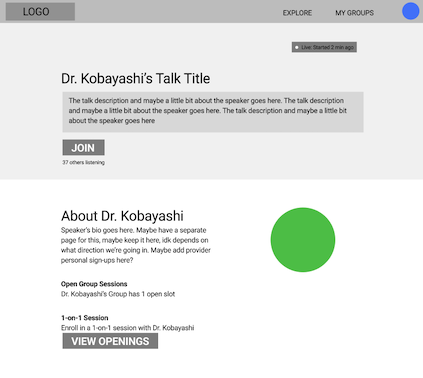 LOGO
EXPLORE
MY GROUPS
Live: Started 2 min ago
Dr. Kobayashi's Talk Title
The talk description and maybe a little bit about the speaker goes here. The talk description
and maybe a little bit about the speaker goes here. The talk description and maybe a little bit
about the speaker goes here
JOIN
37 others listening
About Dr. Kobayashi
Speaker's bio goes here. Maybe have a separate
page for this, maybe keep it here, idk depends on
what direction we're going in. Maybe add provider
personal sign-ups here?
Open Group Sessions
Dr. Kobayashi's Group has 1 open slot
1-on-1 Session
Enroll in a 1-on-1 session with Dr. Kobayashi
VIEW OPENINGS